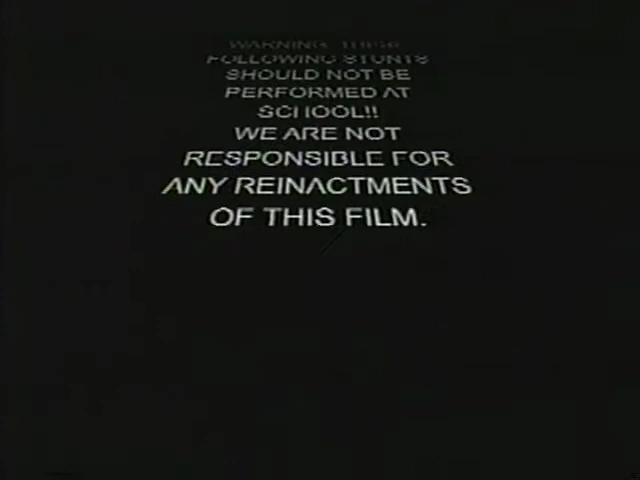 WARNING: THESE
FOLLOWING STUNTS
SHOULD NOT BE
PERFORMED AT
SCHOOL!!
WE ARE NOT
RESPONSIBLE FOR
ANY REINACTMENTS
OF THIS FILM.